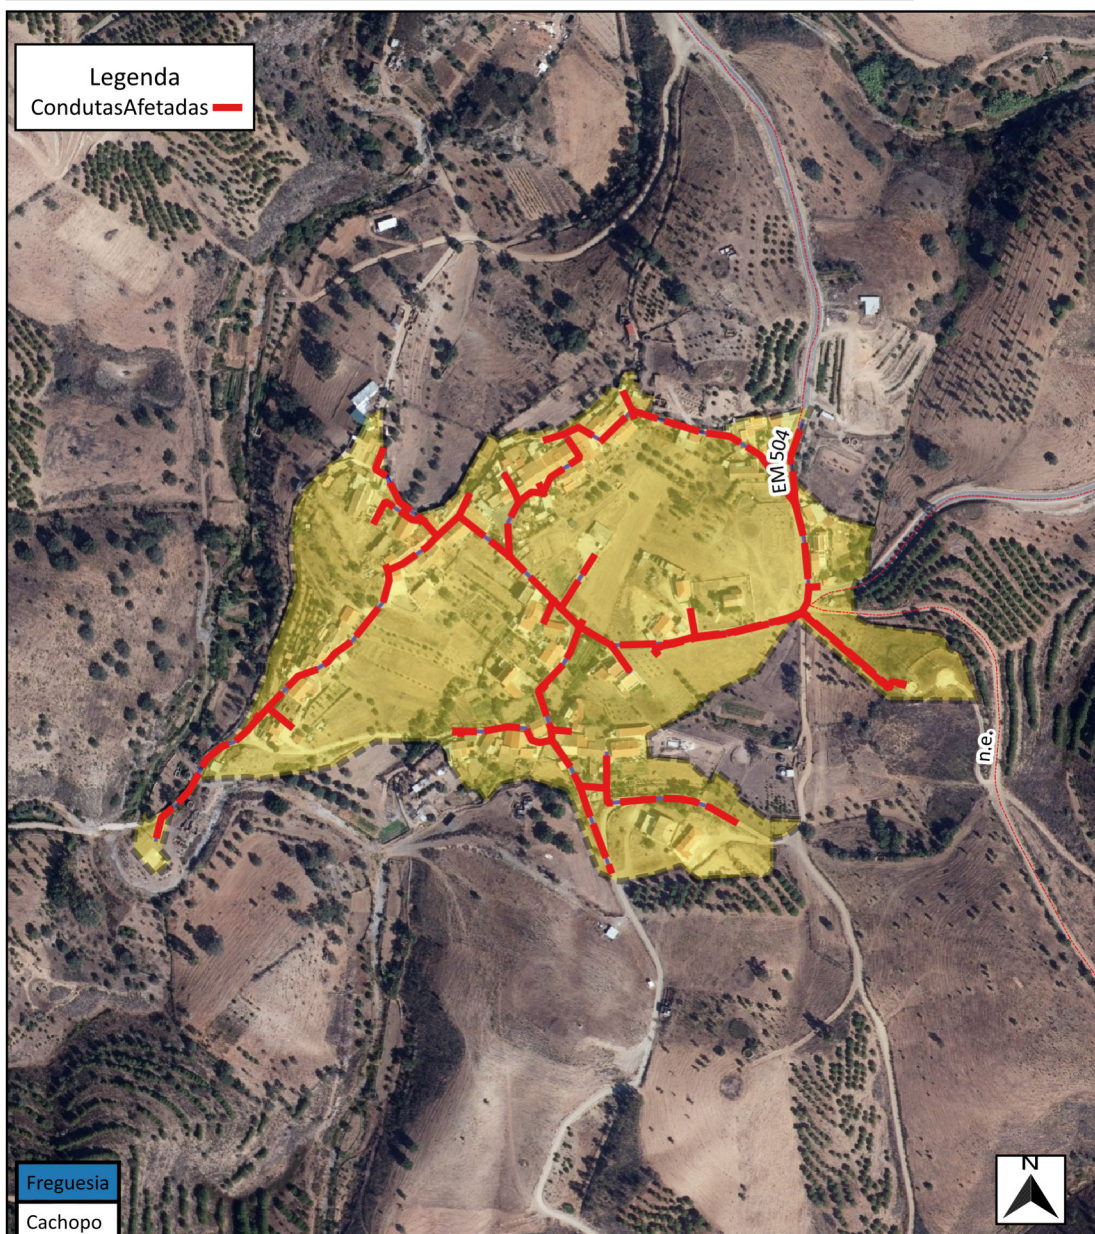 Legenda
CondutasAfetadas
EM 504
n.e.
Freguesia
Cachopo
N